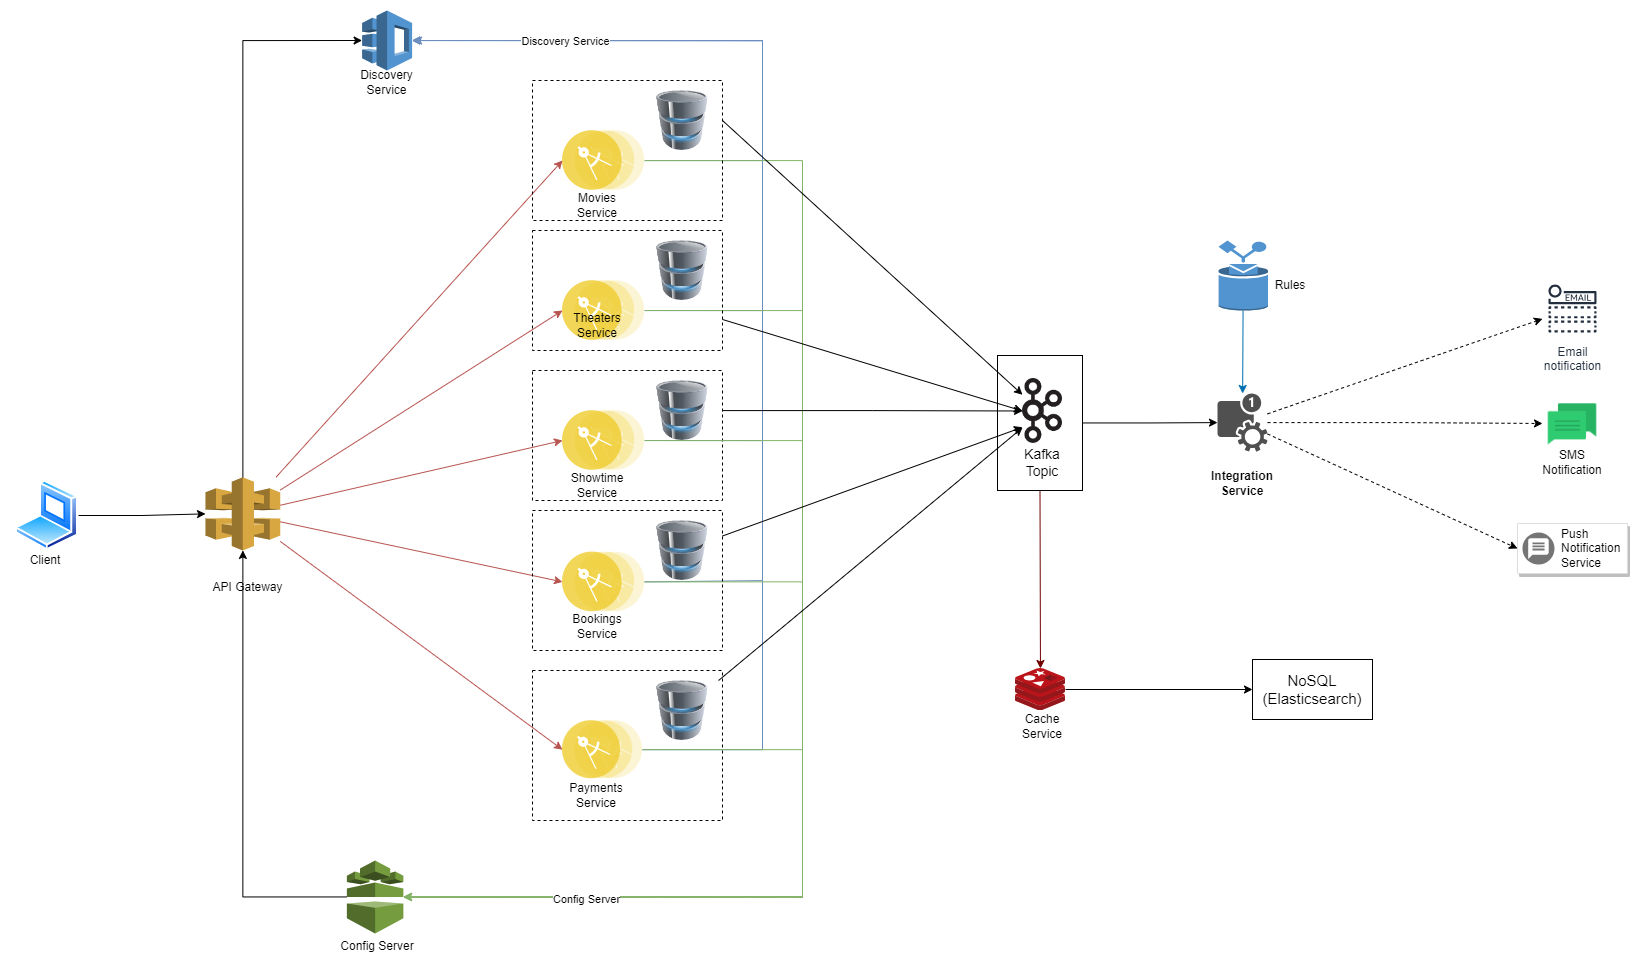 Discovery Service
Discovery
Service
Movies
Service
Theaters
Service
Rules
EMAIL
Email
notification
1
Kafka
Topic
SMS
Notification
Showtime
Service
Integration
Service
Client
API Gateway
Push
Notification
Service
Bookings
Service
NoSQL
(Elasticsearch)
Cache
Service
Payments
Service
Config Server
Config Server